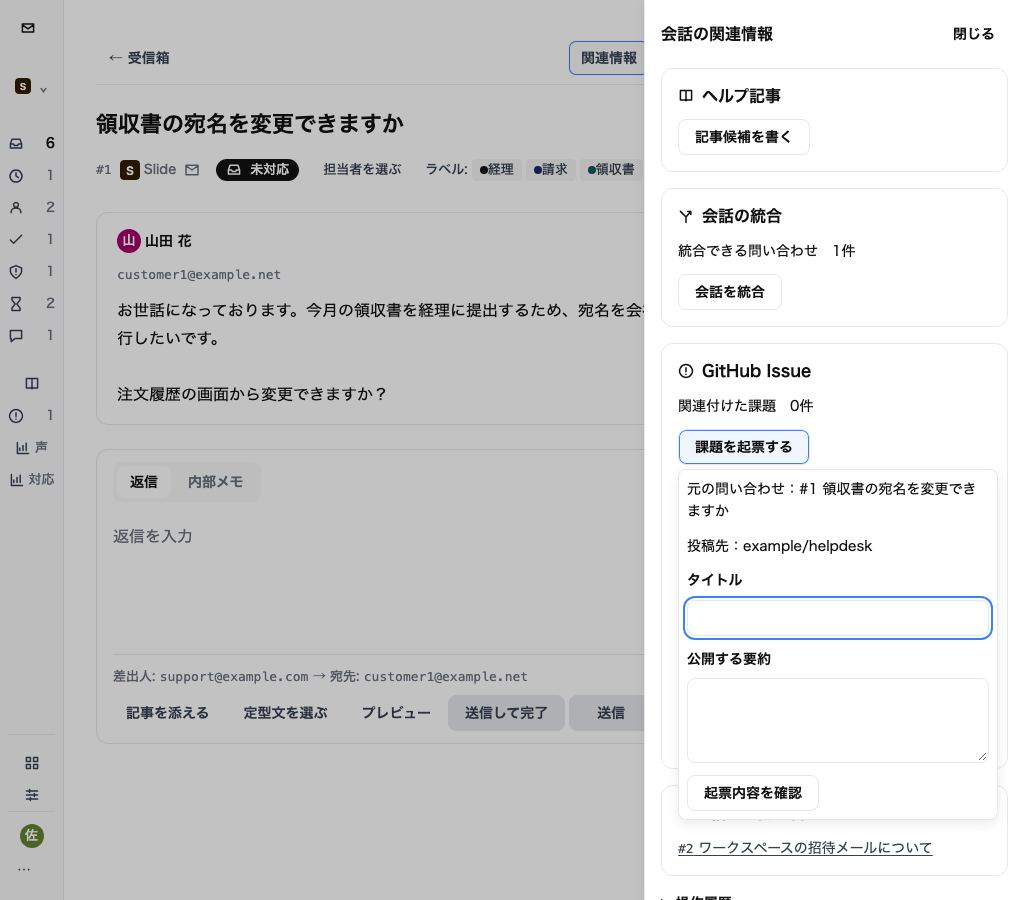 S
6
1
2
1
1
2
1
1
声
対応
佐
…
← 受信箱
関連情報
領収書の宛名を変更できますか
#1 S Slide 未対応 担当者を選ぶ ラベル: 経理 請求 領収書
山 山田 花
customer1@example.net
お世話になっております。今月の領収書を経理に提出するため、宛名を会
行したいです。
注文履歴の画面から変更できますか？
返信 内部メモ
返信を入力
差出人: support@example.com → 宛先: customer1@example.net
記事を添える 定型文を選ぶ プレビュー 送信して完了 送信
会話の関連情報 閉じる
ヘルプ記事
記事候補を書く
会話の統合
統合できる問い合わせ 1件
会話を統合
GitHub Issue
関連付けた課題 0件
課題を起票する
元の問い合わせ：#1 領収書の宛名を変更でき
ますか
投稿先：example/helpdesk
タイトル
公開する要約
起票内容を確認
#2 ワークスペースの招待メールについて